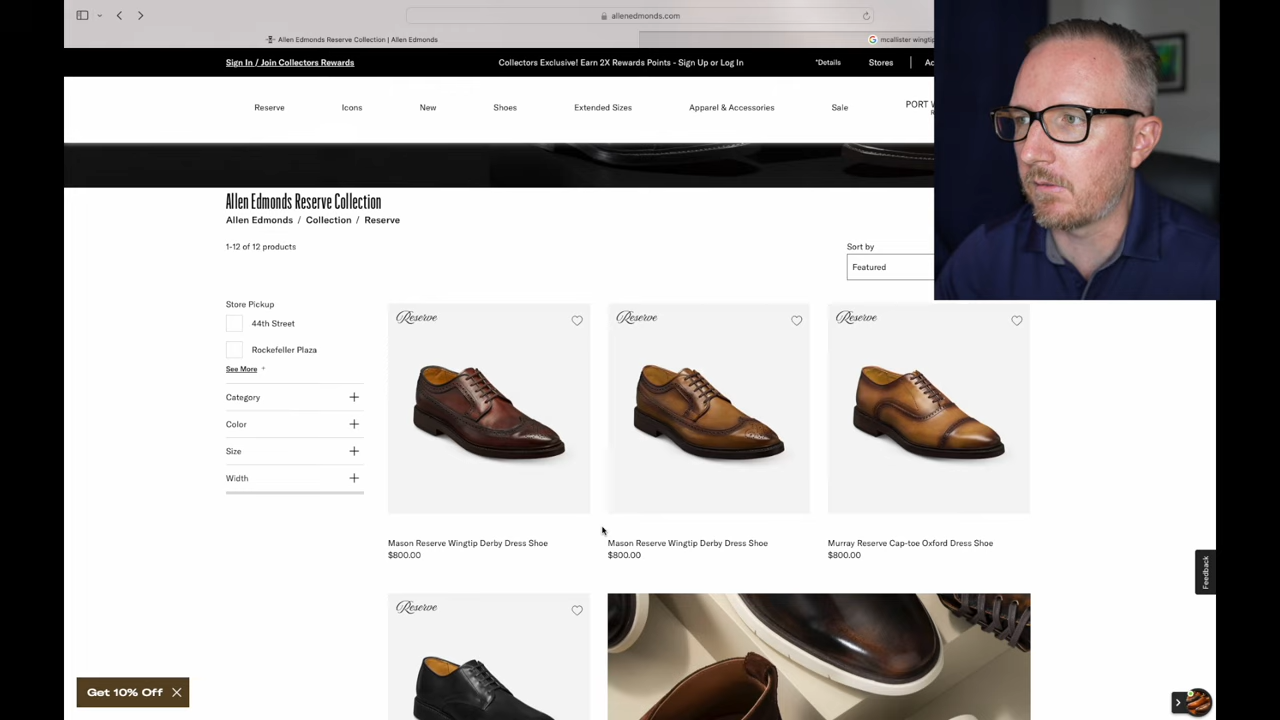 allenedmonds.com
Allen Edmonds Reserve Collection | Allen Edmonds
mcallister wingtip
Sign In / Join Collectors Rewards
Collectors Exclusive! Earn 2X Rewards Points - Sign Up or Log In
*Details
Stores
Reserve
Icons
New
Shoes
Extended Sizes
Apparel & Accessories
Sale
PORT
Allen Edmonds Reserve Collection
Allen Edmonds / Collection / Reserve
1-12 of 12 products
Sort by
Featured
Store Pickup
44th Street
Rockefeller Plaza
See More +
Category
Color
Size
Width
Reserve
Reserve
Reserve
Mason Reserve Wingtip Derby Dress Shoe
$800.00
Mason Reserve Wingtip Derby Dress Shoe
$800.00
Murray Reserve Cap-toe Oxford Dress Shoe
$800.00
Reserve
Feedback
Get 10% Off